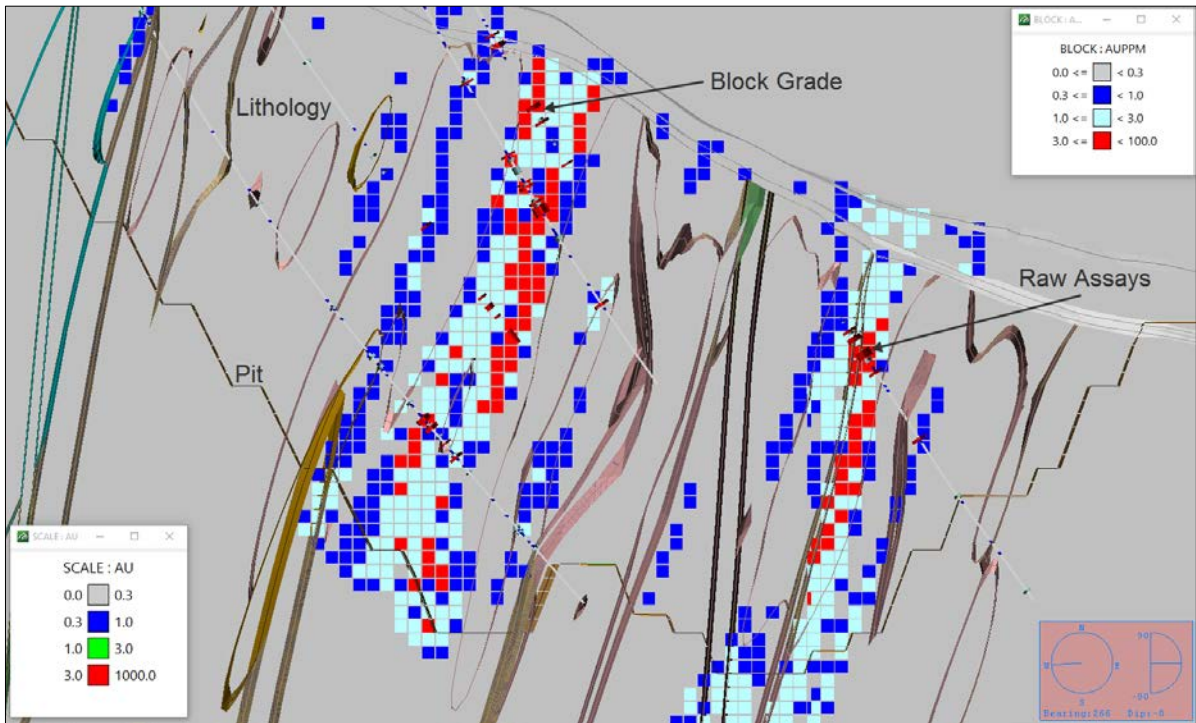 BLOCK : A...
BLOCK : AUPPM
0.0 <= < 0.3
0.3 <= < 1.0
1.0 <= < 3.0
3.0 <= < 100.0
Block Grade
Lithology
Raw Assays
Pit
SCALE : AU
SCALE : AU
0.0 0.3
0.3 1.0
1.0 3.0
3.0 1000.0
N
W E
S
90
-90
Bearing:266 Dip:-0